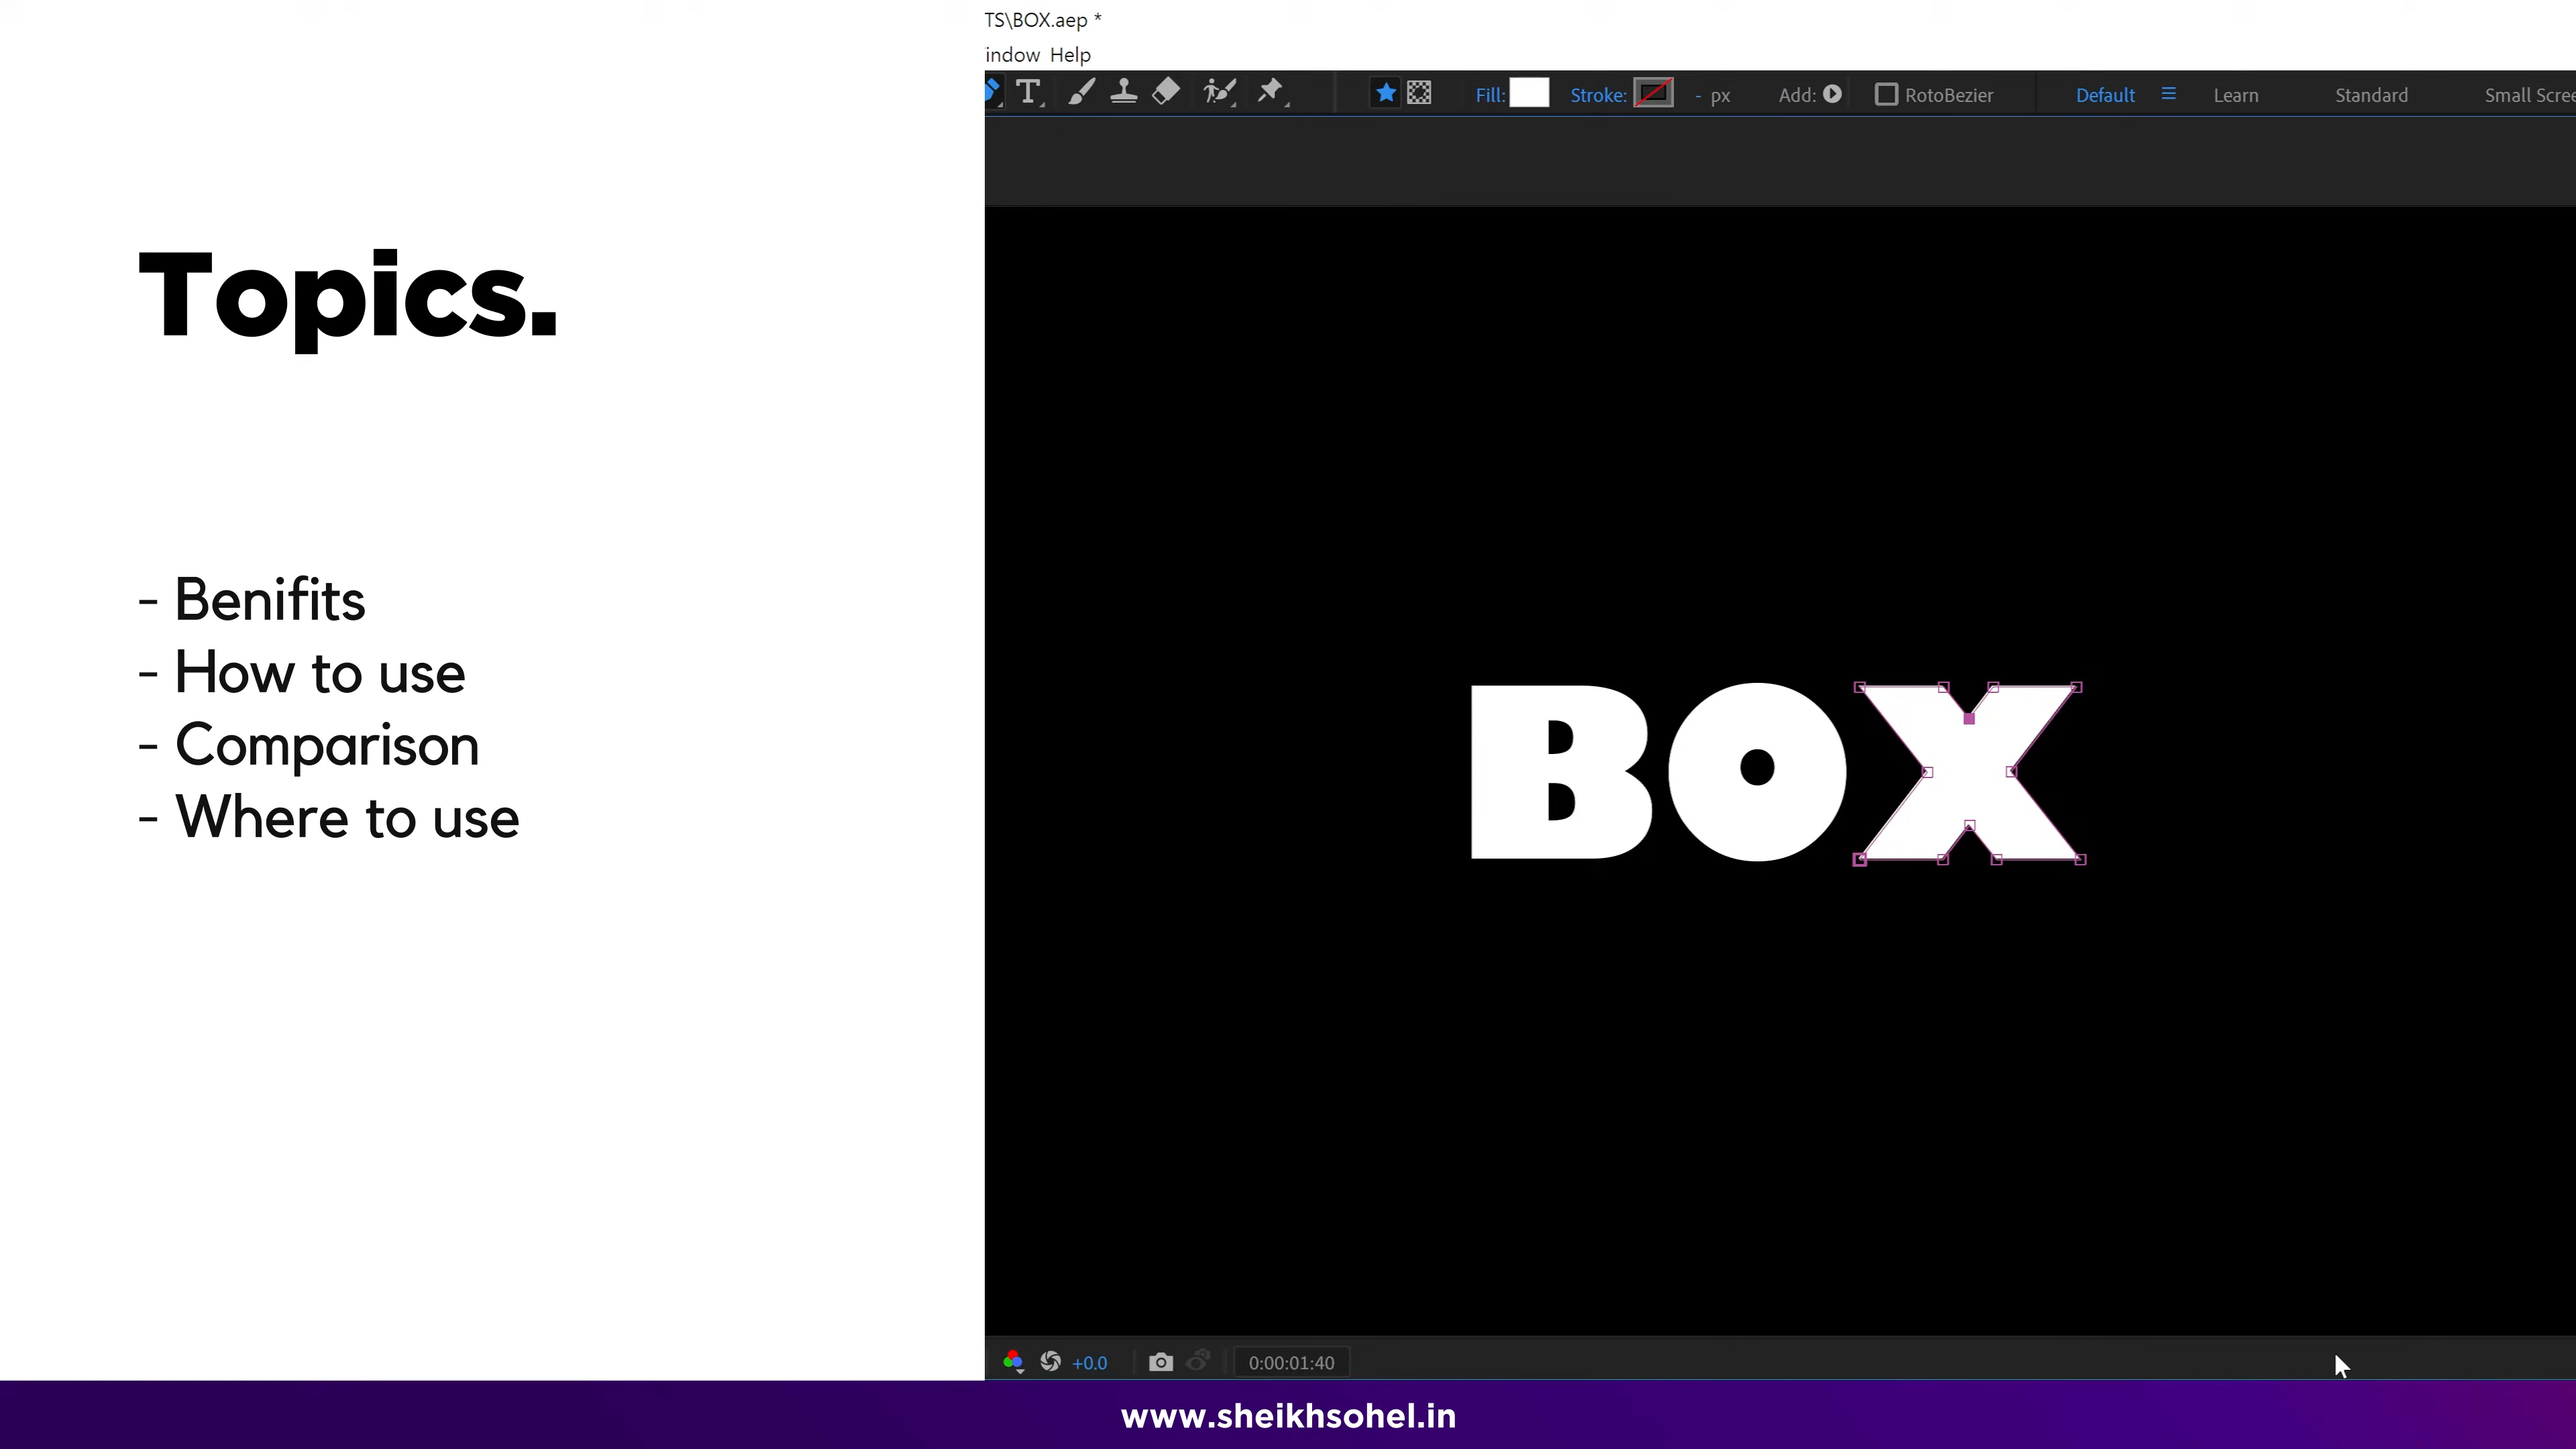 Topics.
- Benifits
- How to use
- Comparison
- Where to use
TS\BOX.aep *
indow Help
T Fill: Stroke: - px Add: RotoBezier Default Learn Standard Small Scree
BOX
+0.0 0:00:01:40
www.sheikhsohel.in